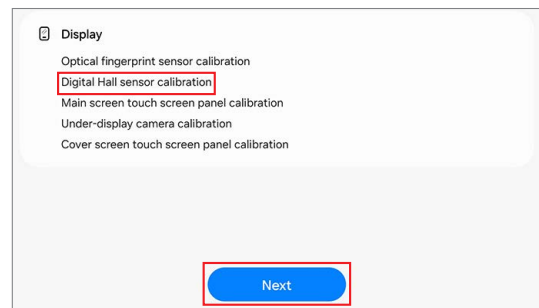 Display
Optical fingerprint sensor calibration
Digital Hall sensor calibration
Main screen touch screen panel calibration
Under-display camera calibration
Cover screen touch screen panel calibration
Next